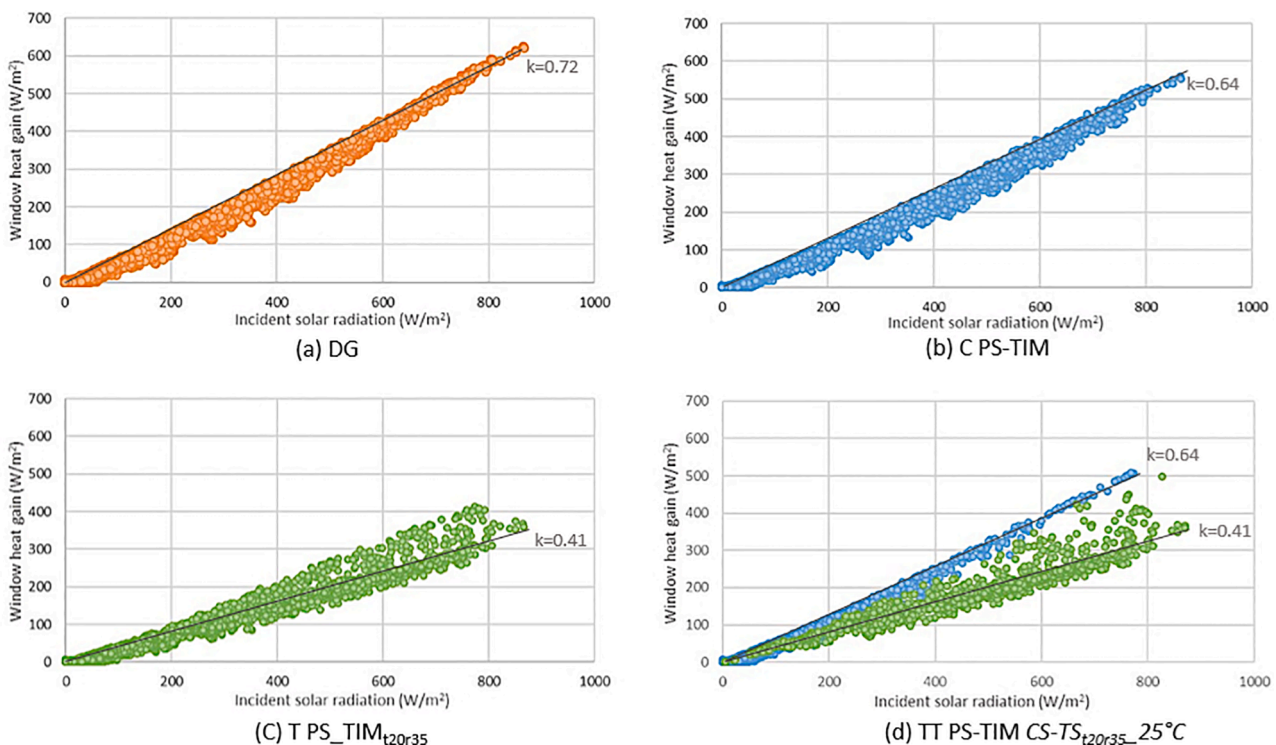 700
600
500
400
300
200
100
0
Window heat gain (W/m²)
k=0.72
0 200 400 600 800 1000
Incident solar radiation (W/m²)
(a) DG
700
600
500
400
300
200
100
0
Window heat gain (W/m²)
k=0.64
0 200 400 600 800 1000
Incident solar radiation (W/m²)
(b) C PS-TIM
700
600
500
400
300
200
100
0
Window heat gain (W/m²)
k=0.41
0 200 400 600 800 1000
Incident solar radiation (W/m²)
(C) T PS_TIMt20r35
700
600
500
400
300
200
100
0
Window heat gain (W/m²)
k=0.64
k=0.41
0 200 400 600 800 1000
Incident solar radiation (W/m²)
(d) TT PS-TIM CS-TSt20r35_25°C